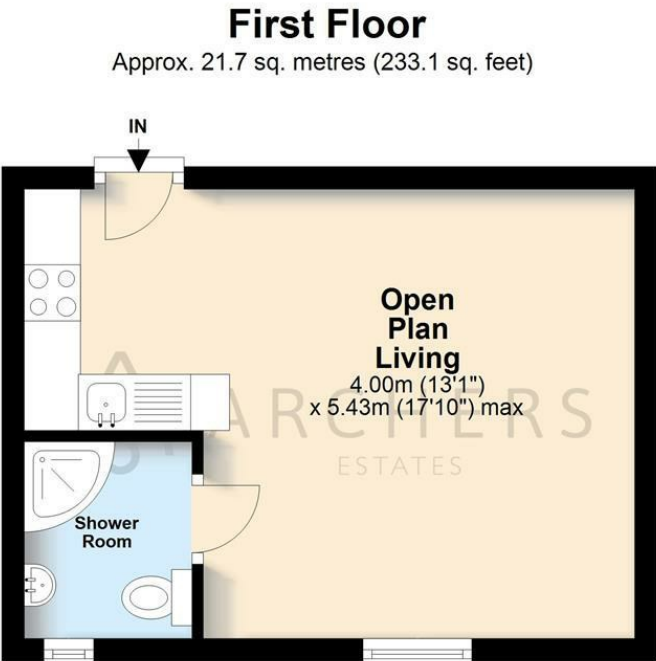 First Floor
Approx. 21.7 sq. metres (233.1 sq. feet)
IN
Open
Plan
Living
4.00m (13'1")
x 5.43m (17'10") max
ARCHERS
ESTATES
Shower
Room